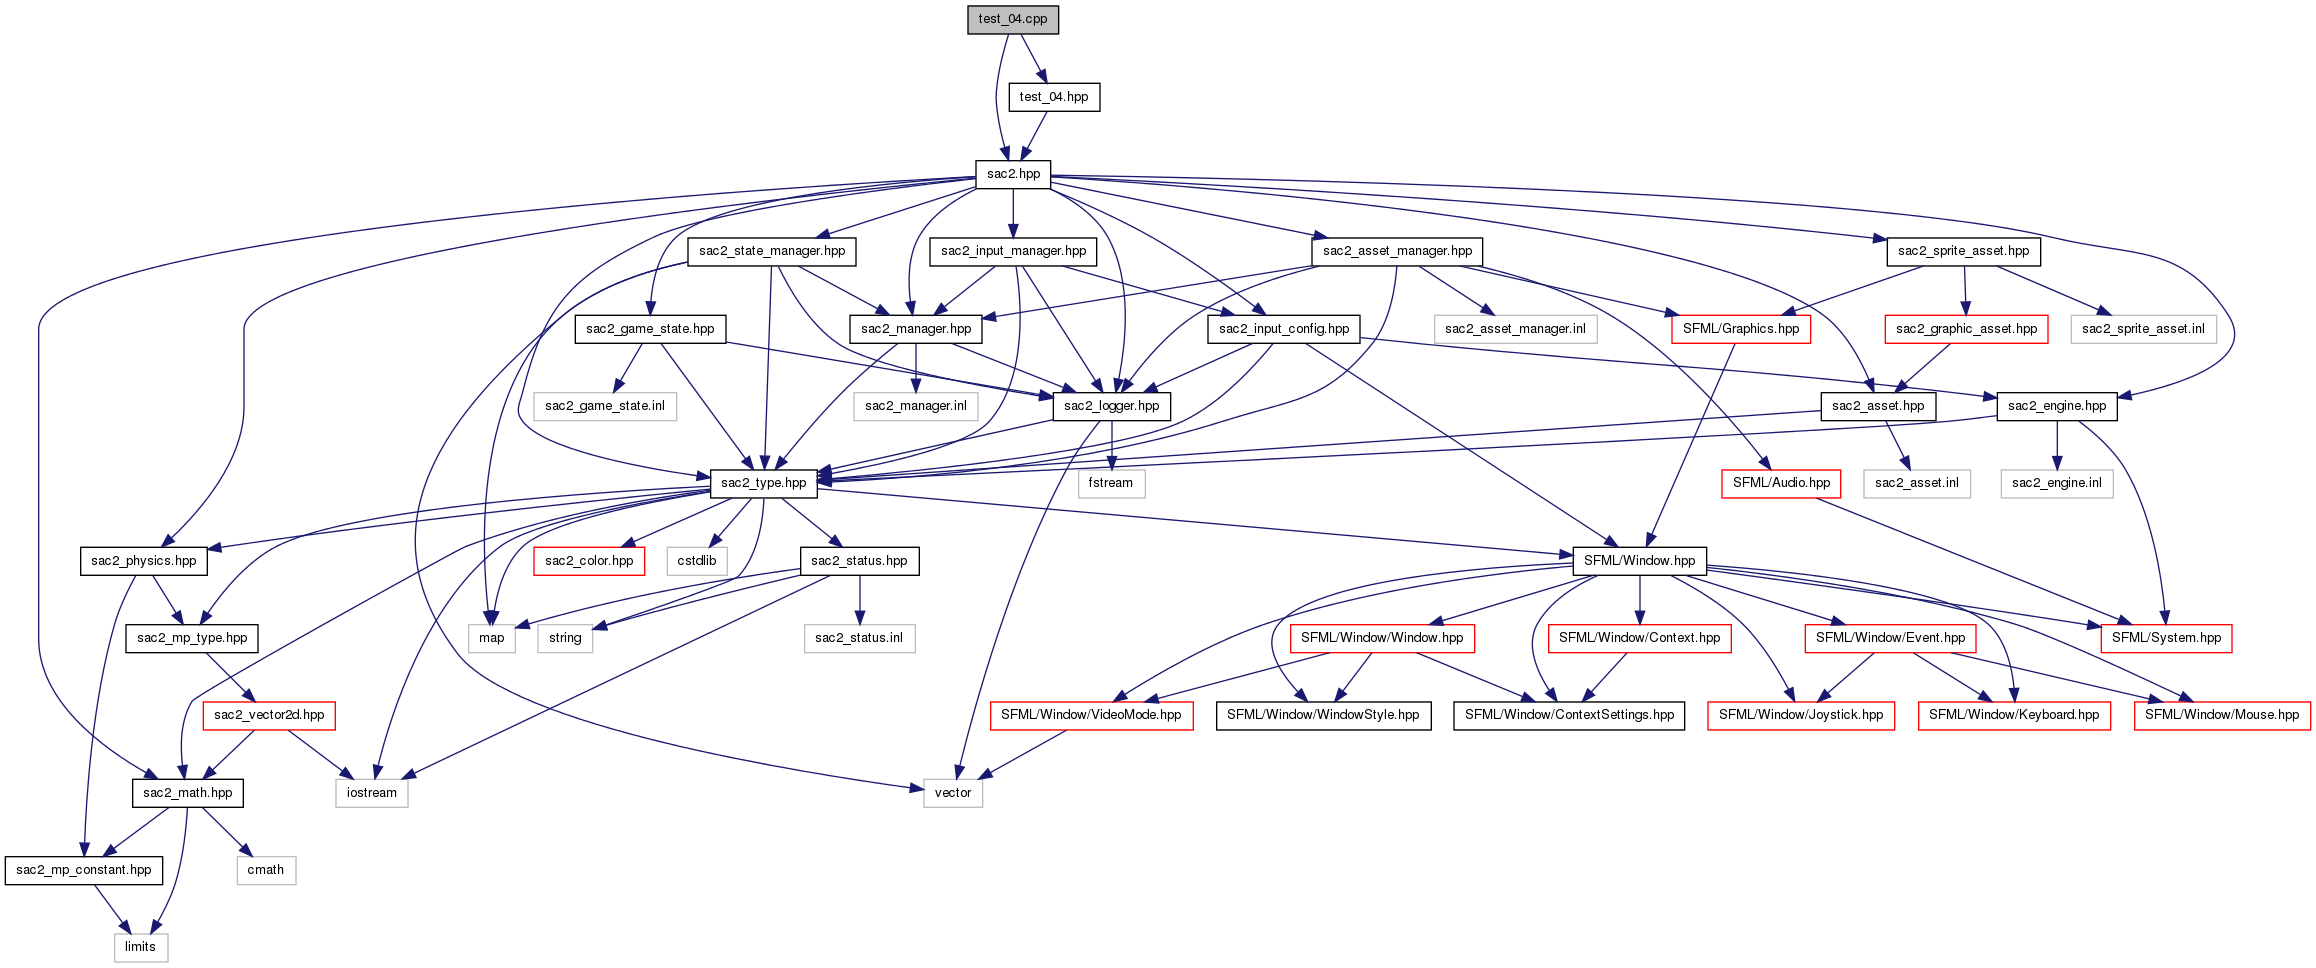 test_04.cpp
test_04.hpp
sac2.hpp
sac2_state_manager.hpp
sac2_input_manager.hpp
sac2_asset_manager.hpp
sac2_sprite_asset.hpp
sac2_game_state.hpp
sac2_manager.hpp
sac2_input_config.hpp
sac2_asset_manager.inl
SFML/Graphics.hpp
sac2_graphic_asset.hpp
sac2_sprite_asset.inl
sac2_game_state.inl
sac2_manager.inl
sac2_logger.hpp
sac2_asset.hpp
sac2_engine.hpp
sac2_type.hpp
fstream
SFML/Audio.hpp
sac2_asset.inl
sac2_engine.inl
sac2_physics.hpp
sac2_color.hpp
cstdlib
sac2_status.hpp
SFML/Window.hpp
sac2_mp_type.hpp
map
string
sac2_status.inl
SFML/Window/Window.hpp
SFML/Window/Context.hpp
SFML/Window/Event.hpp
SFML/System.hpp
sac2_vector2d.hpp
SFML/Window/VideoMode.hpp
SFML/Window/WindowStyle.hpp
SFML/Window/ContextSettings.hpp
SFML/Window/Joystick.hpp
SFML/Window/Keyboard.hpp
SFML/Window/Mouse.hpp
sac2_math.hpp
iostream
vector
sac2_mp_constant.hpp
cmath
limits